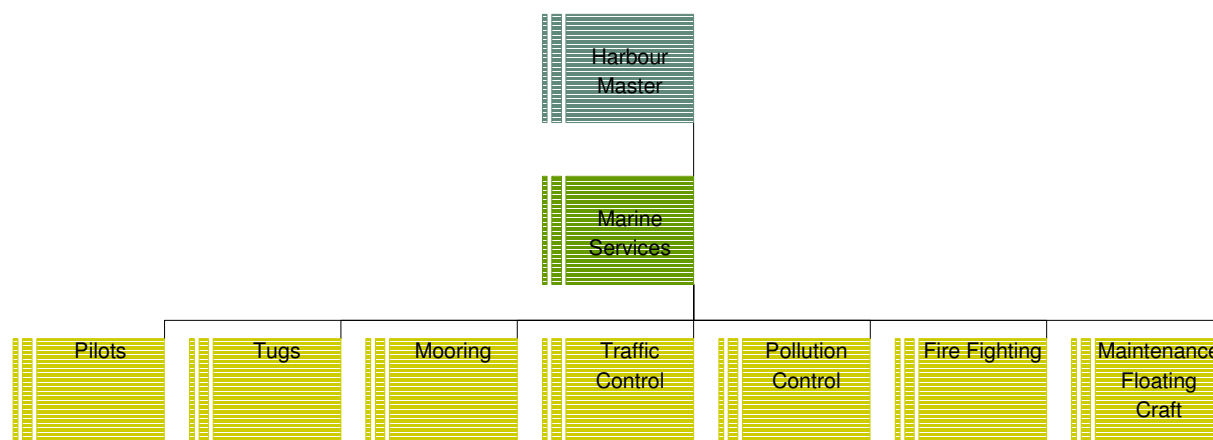 Harbour
Master
Marine
Services
Pilots
Tugs
Mooring
Traffic
Control
Pollution
Control
Fire Fighting
Maintenance
Floating
Craft